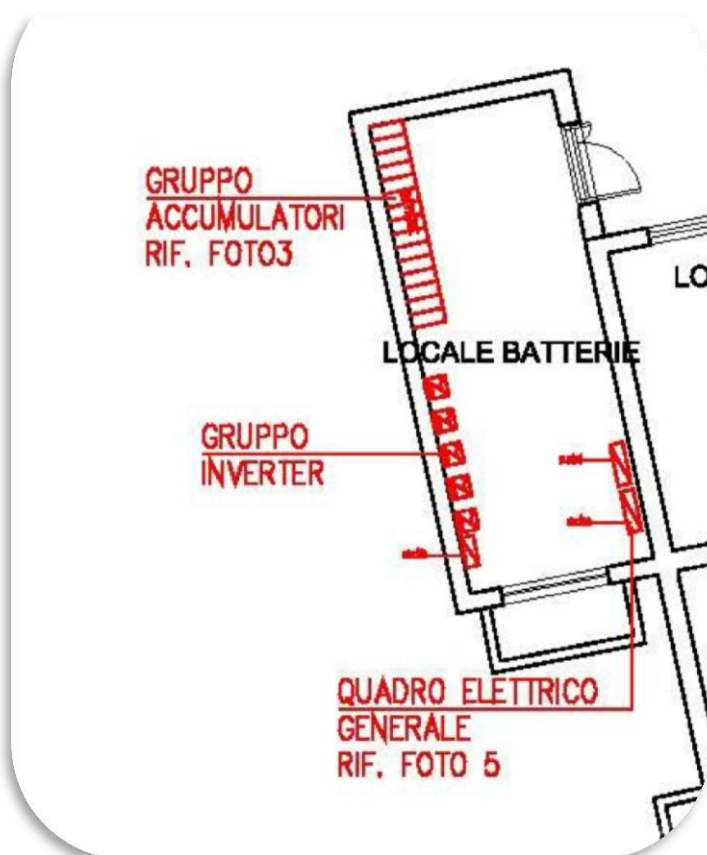 GRUPPO
ACCUMULATORI
RIF. FOTO3
LO
LOCALE BATTERIE
GRUPPO
INVERTER
QUADRO ELETTRICO
GENERALE
RIF. FOTO 5